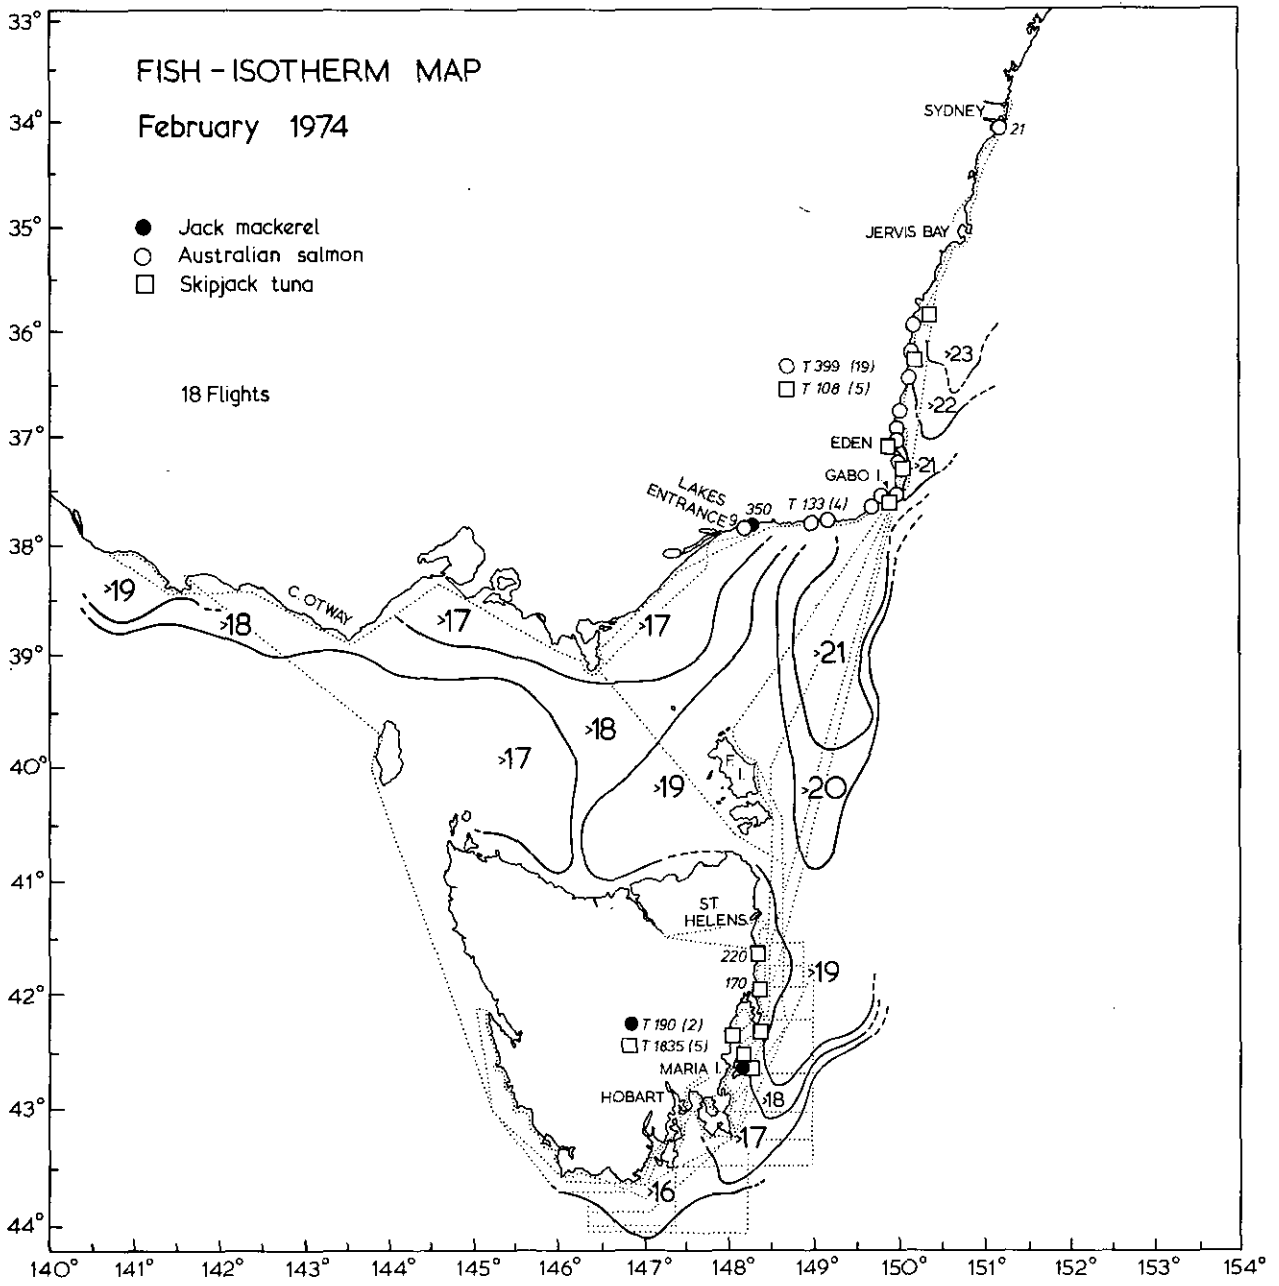 33°
FISH-ISOTHERM MAP
February 1974
SYDNEY
34°
21
Jack mackerel
35°
JERVIS BAY
Australian salmon
Skipjack tuna
36°
>23
T 399 (19)
T 108 (5)
18 Flights
>22
37°
EDEN
>21
GABO I.
LAKES
ENTRANCE
9
350
T 133 (4)
38°
>19
C. OTWAY
>18
>17
>17
39°
>21
>18
>17
F.
I.
40°
>19
>20
41°
ST.
HELENS
220
>19
170
42°
T 190 (2)
T 1835 (5)
MARIA I.
HOBART
>18
43°
>17
>16
44°
140° 141° 142° 143° 144° 145° 146° 147° 148° 149° 150° 151° 152° 153° 154°